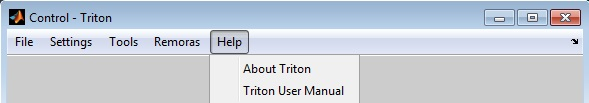 Control - Triton
File Settings Tools Remoras Help
About Triton
Triton User Manual